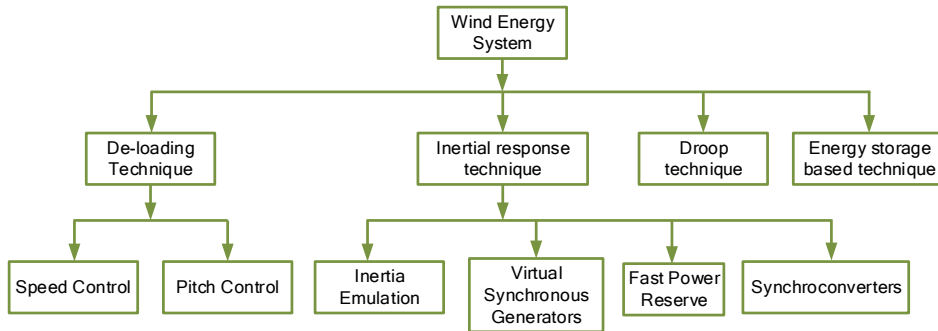 Wind Energy
System
De-loading
Technique
Inertial response
technique
Droop
technique
Energy storage
based technique
Speed Control
Pitch Control
Inertia
Emulation
Virtual
Synchronous
Generators
Fast Power
Reserve
Synchroconverters